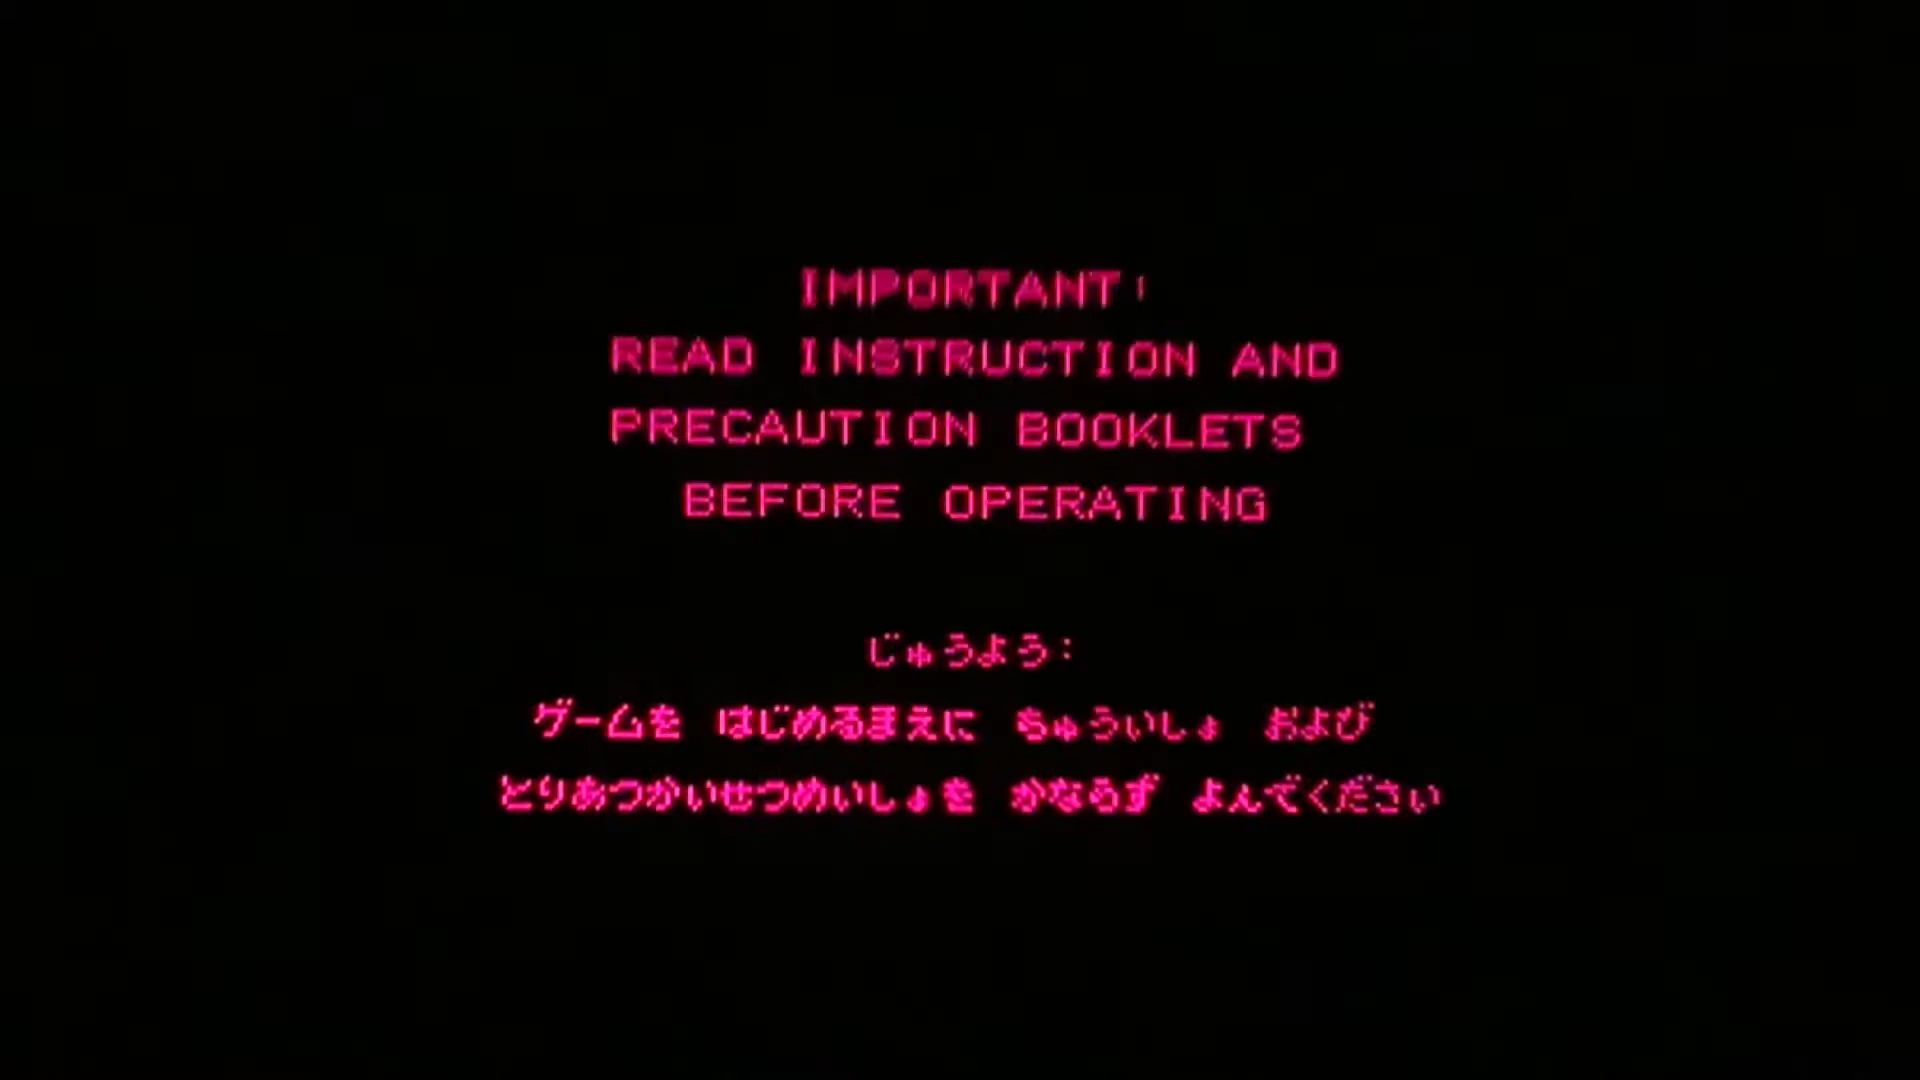 IMPORTANT:
READ INSTRUCTION AND
PRECAUTION BOOKLETS
BEFORE OPERATING
じゅうよう:
ゲームを はじめるまえに ちゅういしょ および
とりあつかいせつめいしょを かならず よんでください